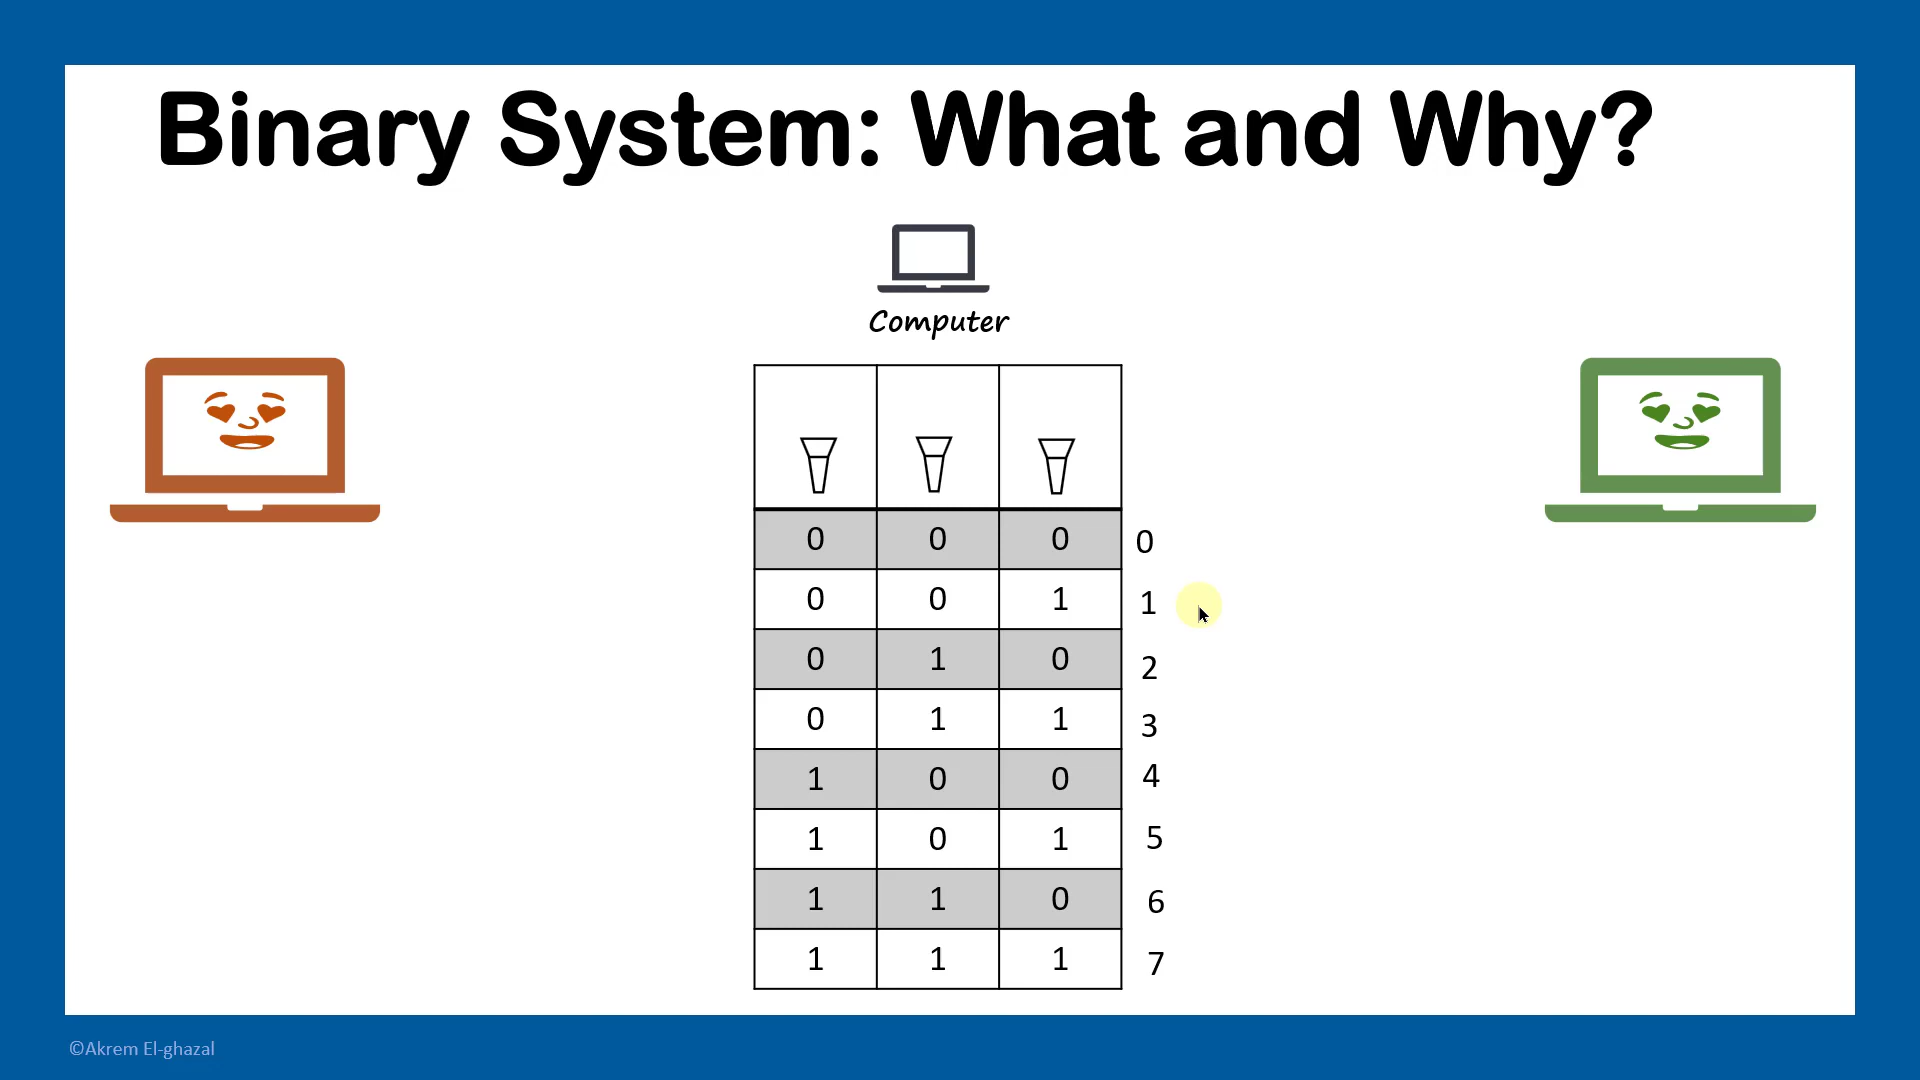 Binary System: What and Why?
Computer
0 0 0 0
0 0 1 1
0 1 0 2
0 1 1 3
1 0 0 4
1 0 1 5
1 1 0 6
1 1 1 7
©Akrem El-ghazal